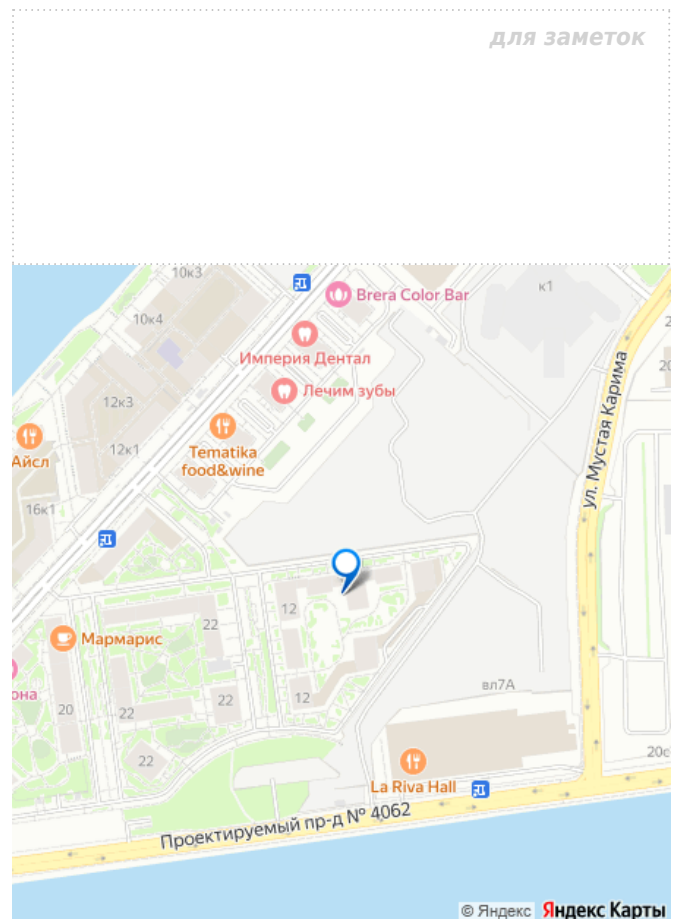 для заметок
10к3
Brera Color Bar
к1
10к4
Империя Дентал
Лечим зубы
12к3
ул. Мустая Карима
Tematika
food&wine
12к1
Айсл
16к1
12
22
Мармарис
она
20
22
22
12
22
вл7А
La Riva Hall
Проектируемый пр-д № 4062
© Яндекс Яндекс Карты